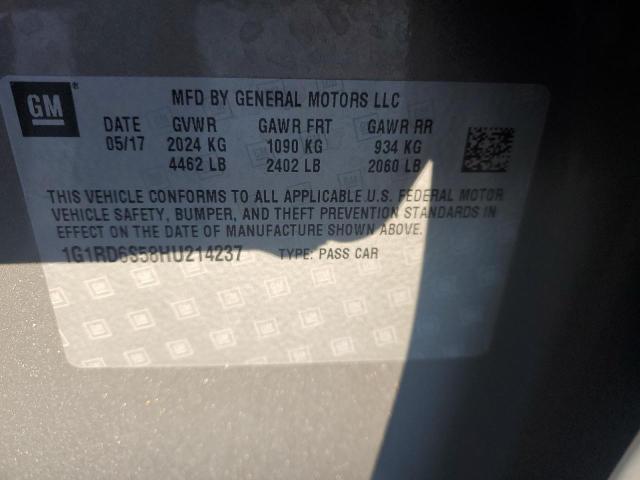 GM
MFD BY GENERAL MOTORS LLC
DATE GVWR GAWR FRT GAWR RR
05/17 2024 KG 1090 KG 934 KG
4462 LB 2402 LB 2060 LB
THIS VEHICLE CONFORMS TO ALL APPLICABLE U.S. FEDERAL MOTOR
VEHICLE SAFETY, BUMPER, AND THEFT PREVENTION STANDARDS IN
EFFECT ON THE DATE OF MANUFACTURE SHOWN ABOVE.
1G1RD6S58HU214237 TYPE: PASS CAR